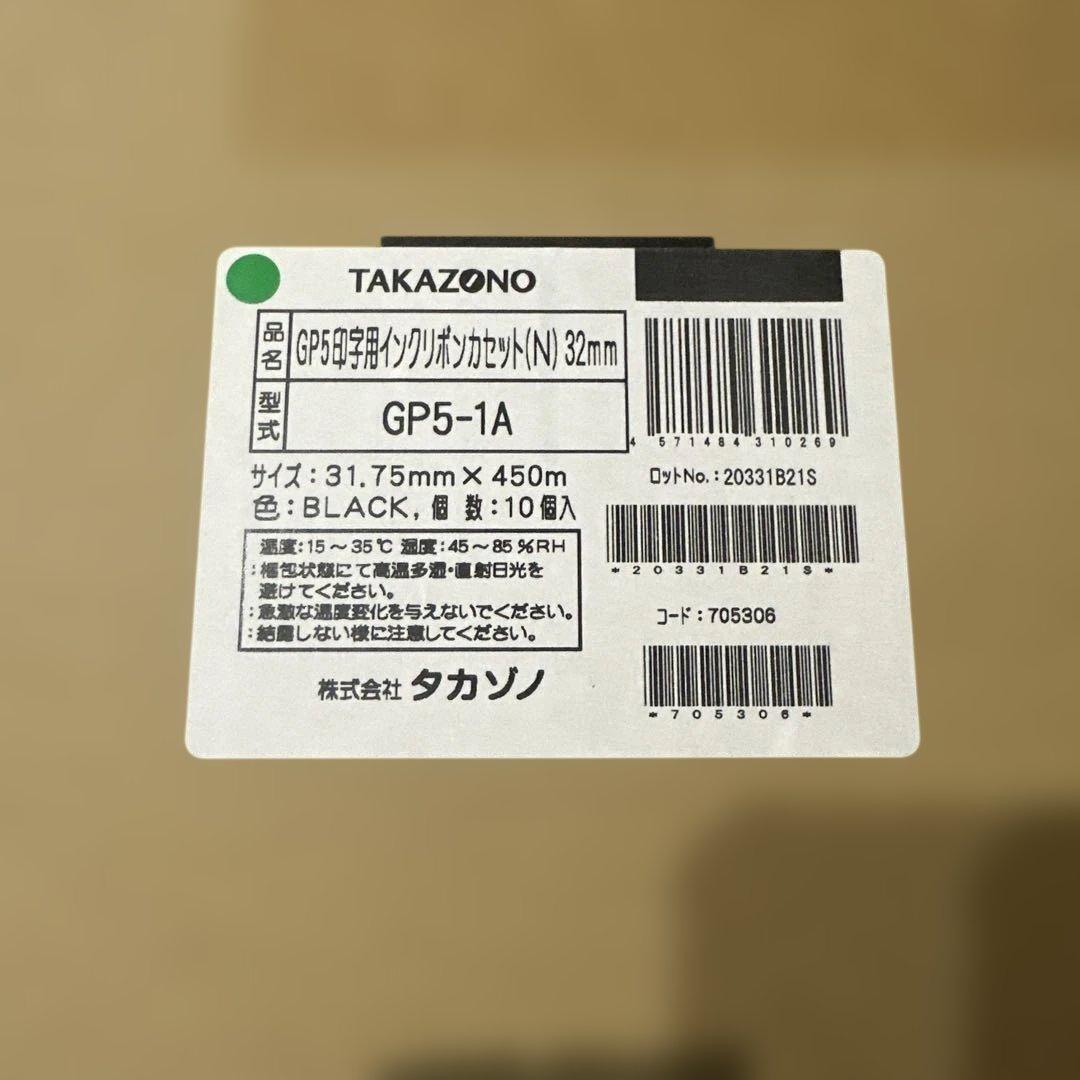 TAKAZONO
品名 GP5印字用インクリボンカセット(N) 32mm
型式 GP5-1A
サイズ:31.75mm×450m
色:BLACK, 個 数:10個入
温度:15~35℃ 湿度:45~85%RH
:梱包状態にて高温多湿・直射日光を
避けてください。
:急激な温度変化を与えないでください。
:結露しない様に注意してください。
株式会社 タカゾノ
4 571484 310269
ロットNo.:20331B21S
*20331B21S*
コード:705306
*705306*